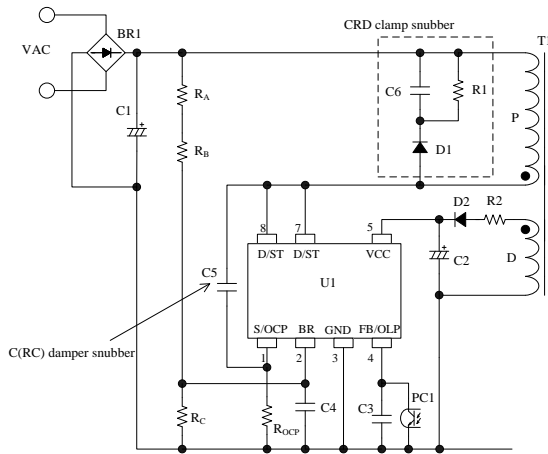 CRD clamp snubber
T1
BR1
VAC
C1
RA
RB
C6
R1
P
D1
D2
R2
8
7
5
D/ST
D/ST
VCC
C5
U1
C2
D
S/OCP
BR
GND
FB/OLP
1
2
3
4
C(RC) damper snubber
RC
ROCP
C4
C3
PC1